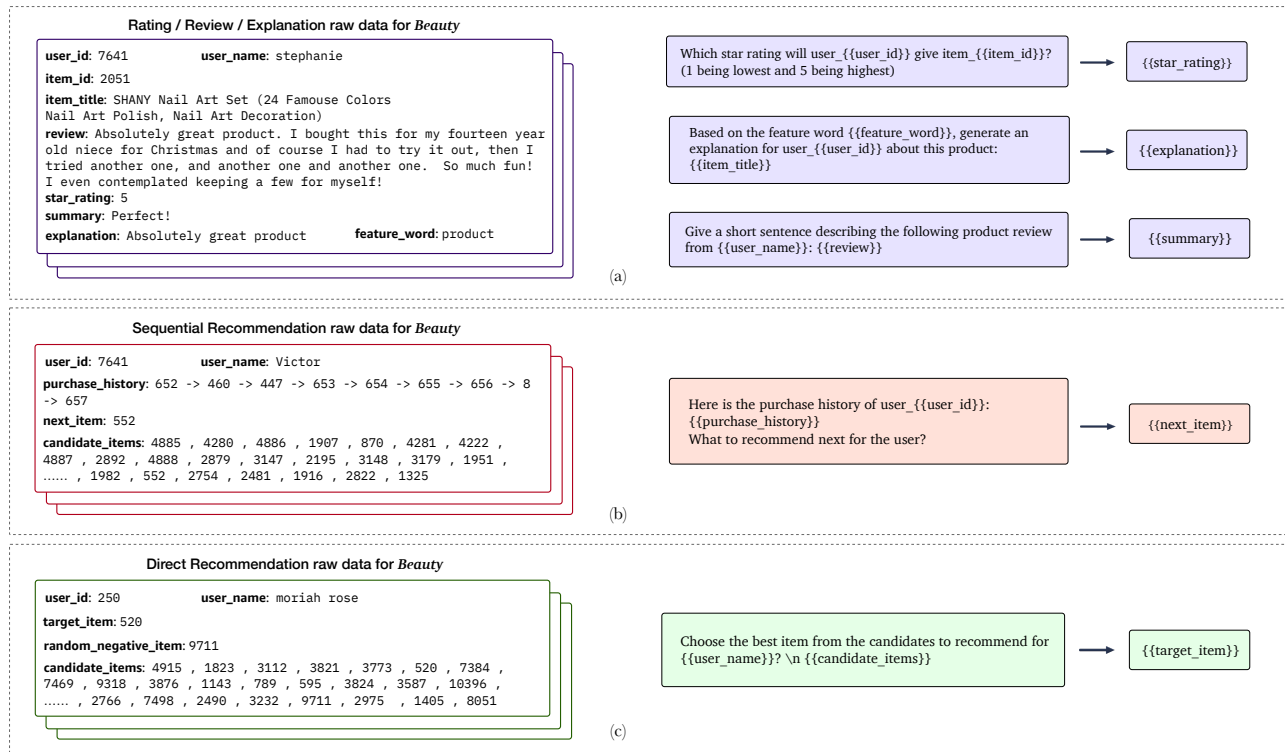 Rating / Review / Explanation raw data for Beauty
user_id: 7641 user_name: stephanie
item_id: 2051
item_title: SHANY Nail Art Set (24 Famouse Colors
Nail Art Polish, Nail Art Decoration)
review: Absolutely great product. I bought this for my fourteen year
old niece for Christmas and of course I had to try it out, then I
tried another one, and another one and another one. So much fun!
I even contemplated keeping a few for myself!
star_rating: 5
summary: Perfect!
explanation: Absolutely great product feature_word: product
Which star rating will user_{{user_id}} give item_{{item_id}}?
(1 being lowest and 5 being highest)
{{star_rating}}
Based on the feature word {{feature_word}}, generate an
explanation for user_{{user_id}} about this product:
{{item_title}}
{{explanation}}
Give a short sentence describing the following product review
from {{user_name}}: {{review}}
{{summary}}
(a)
Sequential Recommendation raw data for Beauty
user_id: 7641 user_name: Victor
purchase_history: 652 -> 460 -> 447 -> 653 -> 654 -> 655 -> 656 -> 8
-> 657
next_item: 552
candidate_items: 4885 , 4280 , 4886 , 1907 , 870 , 4281 , 4222 ,
4887 , 2892 , 4888 , 2879 , 3147 , 2195 , 3148 , 3179 , 1951 ,
...... , 1982 , 552 , 2754 , 2481 , 1916 , 2822 , 1325
Here is the purchase history of user_{{user_id}}:
{{purchase_history}}
What to recommend next for the user?
{{next_item}}
(b)
Direct Recommendation raw data for Beauty
user_id: 250 user_name: moriah rose
target_item: 520
random_negative_item: 9711
candidate_items: 4915 , 1823 , 3112 , 3821 , 3773 , 520 , 7384 ,
7469 , 9318 , 3876 , 1143 , 789 , 595 , 3824 , 3587 , 10396 ,
...... , 2766 , 7498 , 2490 , 3232 , 9711 , 2975 , 1405 , 8051
Choose the best item from the candidates to recommend for
{{user_name}}? \n {{candidate_items}}
{{target_item}}
(c)